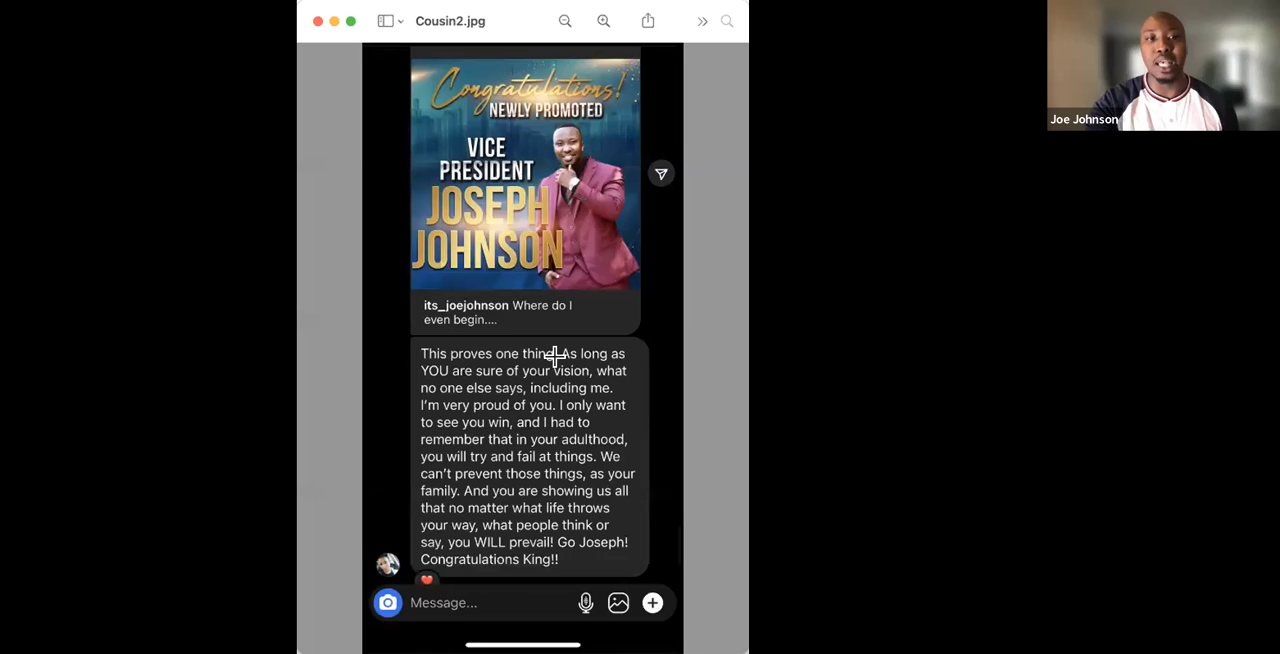 Cousin2.jpg
Congratulations!
NEWLY PROMOTED
VICE
PRESIDENT
JOSEPH
JOHNSON
its_joejohnson Where do I
even begin....
This proves one thing. As long as
YOU are sure of your vision, what
no one else says, including me.
I'm very proud of you. I only want
to see you win, and I had to
remember that in your adulthood,
you will try and fail at things. We
can't prevent those things, as your
family. And you are showing us all
that no matter what life throws
your way, what people think or
say, you WILL prevail! Go Joseph!
Congratulations King!!
Message...
Joe Johnson